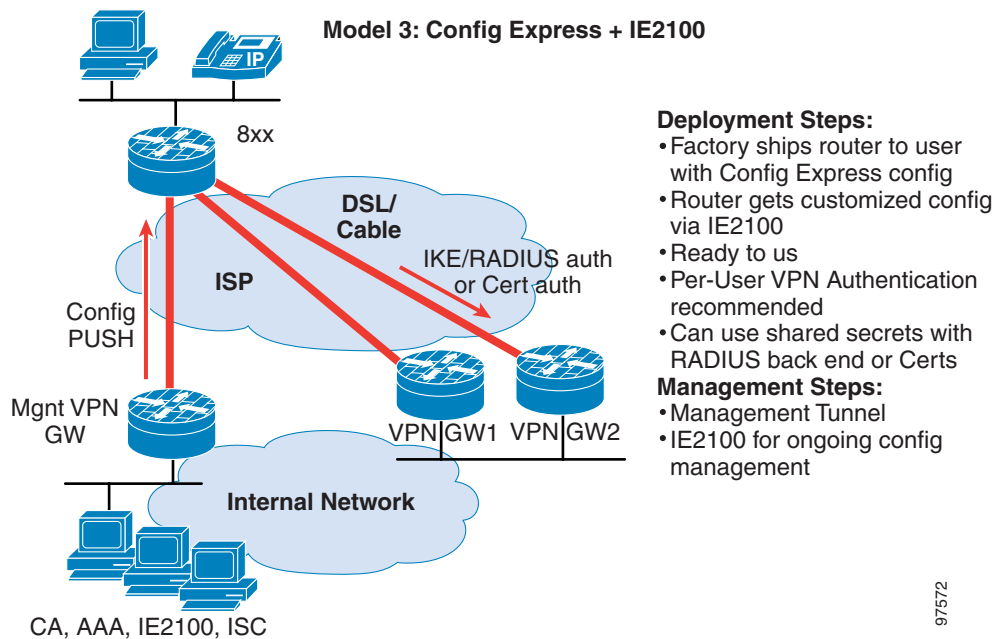 Model 3: Config Express + IE2100
IP
8xx
DSL/
Cable
ISP
IKE/RADIUS auth
or Cert auth
Config
PUSH
Mgnt VPN
GW
VPN GW1
VPN GW2
Internal Network
CA, AAA, IE2100, ISC
Deployment Steps:
•Factory ships router to user
with Config Express config
•Router gets customized config
via IE2100
•Ready to us
•Per-User VPN Authentication
recommended
•Can use shared secrets with
RADIUS back end or Certs
Management Steps:
•Management Tunnel
•IE2100 for ongoing config
management
97572